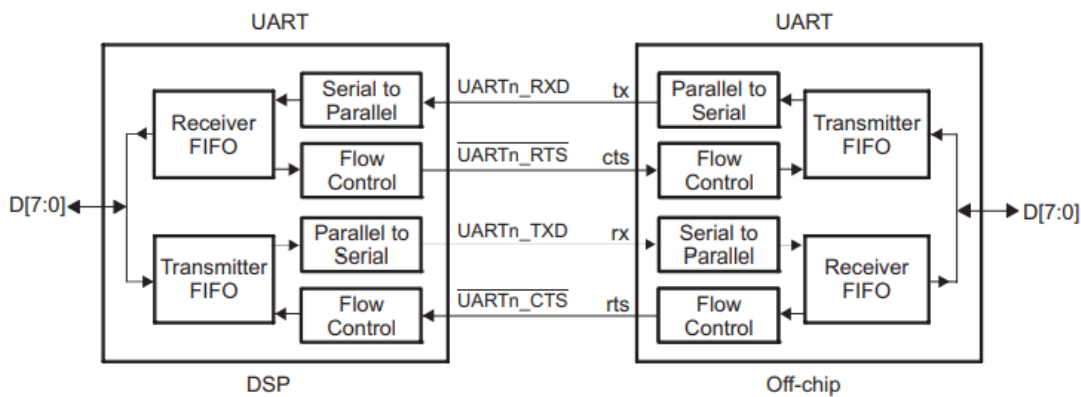 UART
UART
Serial to
Parallel
UARTn_RXD
tx
Parallel to
Serial
Receiver
FIFO
Transmitter
FIFO
Flow
Control
UARTn_RTS
cts
Flow
Control
D[7:0]
D[7:0]
Parallel to
Serial
UARTn_TXD
rx
Serial to
Parallel
Transmitter
FIFO
Receiver
FIFO
Flow
Control
UARTn_CTS
rts
Flow
Control
DSP
Off-chip